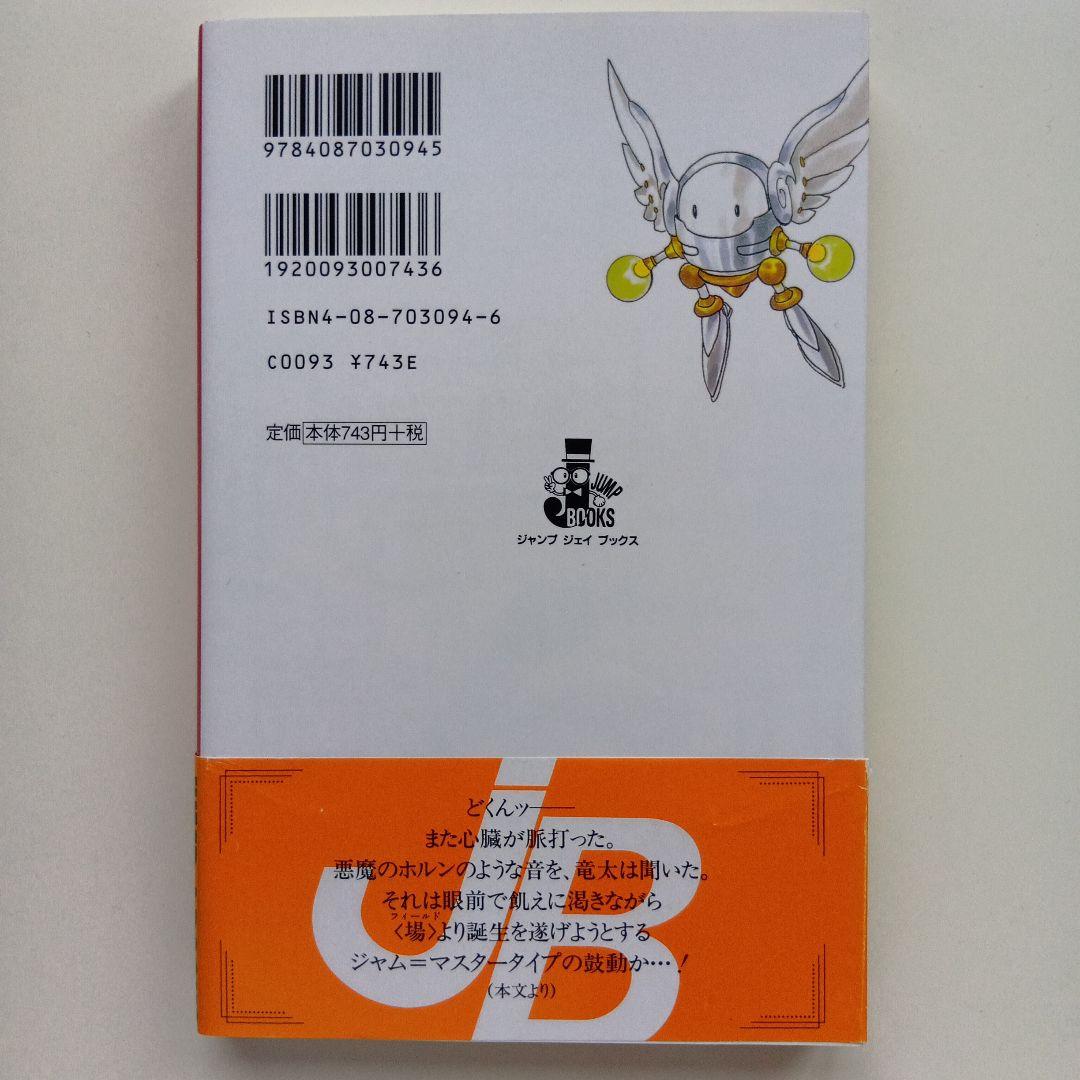 9784087030945
1920093007436
ISBN4-08-703094-6
C0093 ¥743E
定価 本体743円+税
J JUMP
BOOKS
ジャンプ ジェイ ブックス
JB
どくんッ――
また心臓が脈打った。
悪魔のホルンのような音を、竜太は聞いた。
それは眼前で飢えに渇きながら
フィールド
〈場〉より誕生を遂げようとする
ジャム=マスタータイプの鼓動か…!
(本文より)